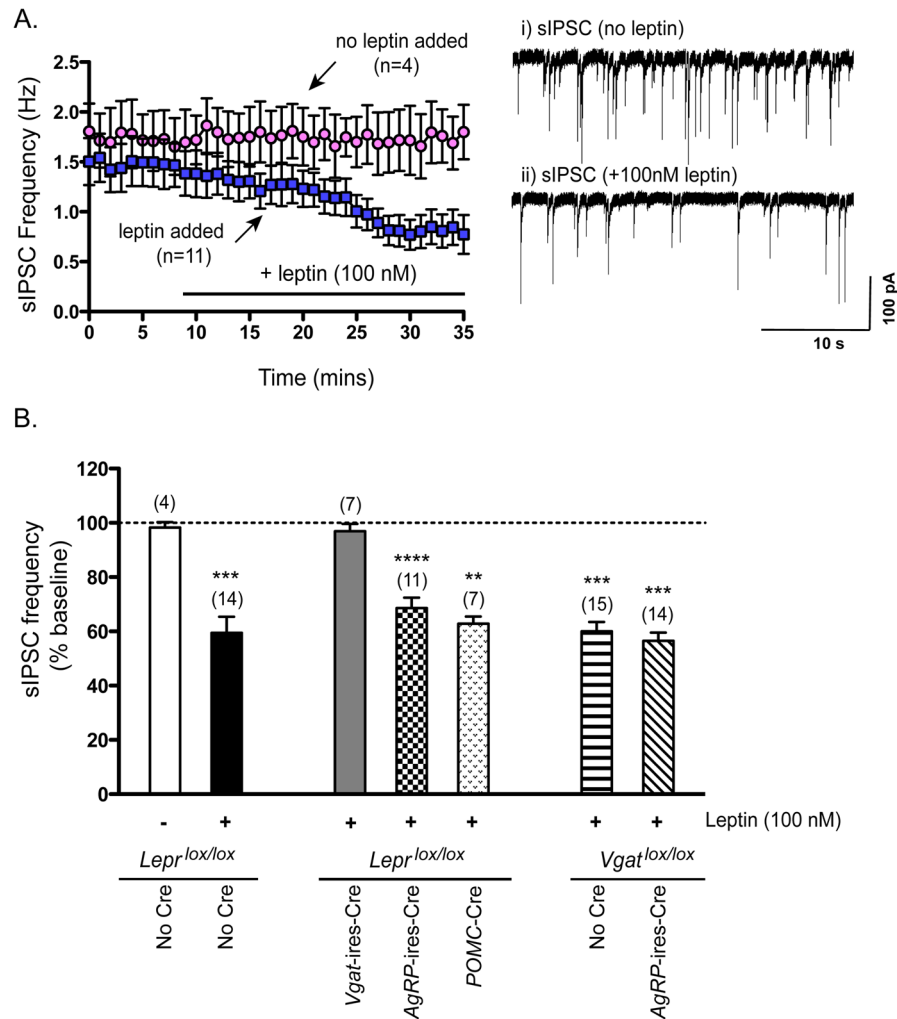 A.
no leptin added
(n=4)
sIPSC Frequency (Hz)
2.5
2.0
1.5
1.0
0.5
0.0
leptin added
(n=11)
+ leptin (100 nM)
0 5 10 15 20 25 30 35
Time (mins)
i) sIPSC (no leptin)
ii) sIPSC (+100nM leptin)
100 pA
10 s
B.
sIPSC frequency
(% baseline)
120
100
80
60
40
20
0
(4)
***
(14)
(7)
****
(11)
**
(7)
***
(15)
***
(14)
- + + + + + + Leptin (100 nM)
Lepr lox/lox Lepr lox/lox Vgat lox/lox
No Cre
No Cre
Vgat-ires-Cre
AgRP-ires-Cre
POMC-Cre
No Cre
AgRP-ires-Cre